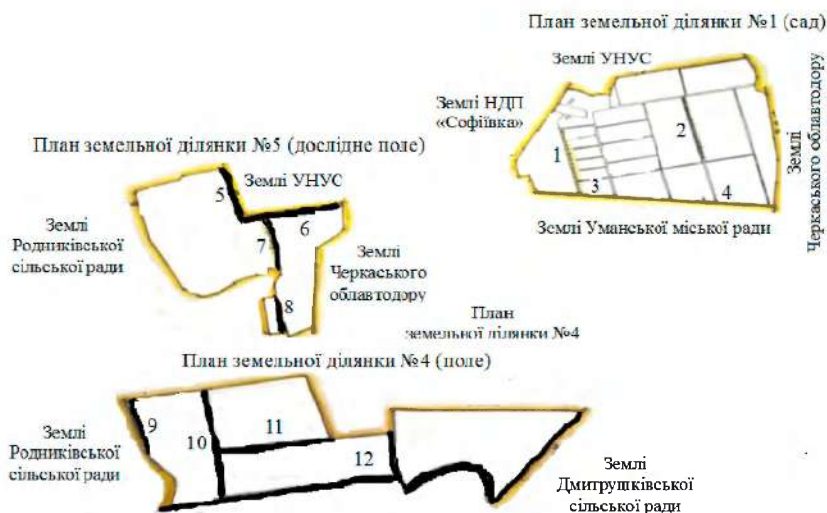 План земельної ділянки №1 (сад)
Землі УНУС
Землі НДП
«Софіївка»
1
2
3
4
Землі
Черкаського облавтодору
Землі Уманської міської ради
План земельної ділянки №5 (дослідне поле)
Землі УНУС
5
6
7
8
Землі
Родниківської
сільської ради
Землі
Черкаського
облавтодору
План
земельної ділянки №4
План земельної ділянки №4 (поле)
9
10
11
12
Землі
Родниківської
сільської ради
Землі
Дмитрушківської
сільської ради